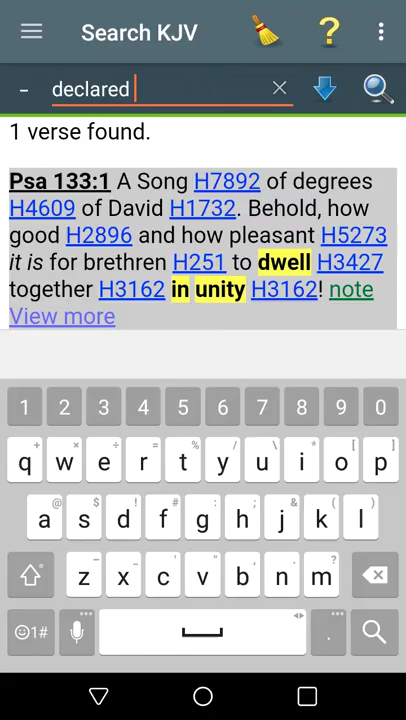 Search KJV
?
- declared
1 verse found.
Psa 133:1 A Song H7892 of degrees
H4609 of David H1732. Behold, how
good H2896 and how pleasant H5273
it is for brethren H251 to dwell H3427
together H3162 in unity H3162! note
View more
1 2 3 4 5 6 7 8 9 0
+ × ÷ = % / \ * [ ]
q w e r t y u i o p
@ $ ! # : ; & ( )
a s d f g h j k l
_ - ' " , ?
z x c v b n m
☺1# .